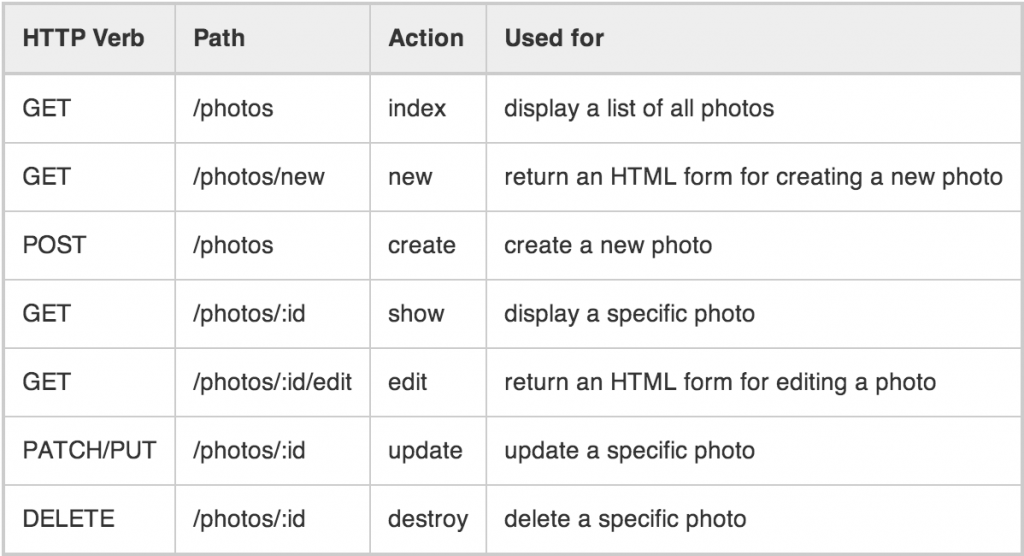 HTTP Verb Path Action Used for
GET /photos index display a list of all photos
GET /photos/new new return an HTML form for creating a new photo
POST /photos create create a new photo
GET /photos/:id show display a specific photo
GET /photos/:id/edit edit return an HTML form for editing a photo
PATCH/PUT /photos/:id update update a specific photo
DELETE /photos/:id destroy delete a specific photo